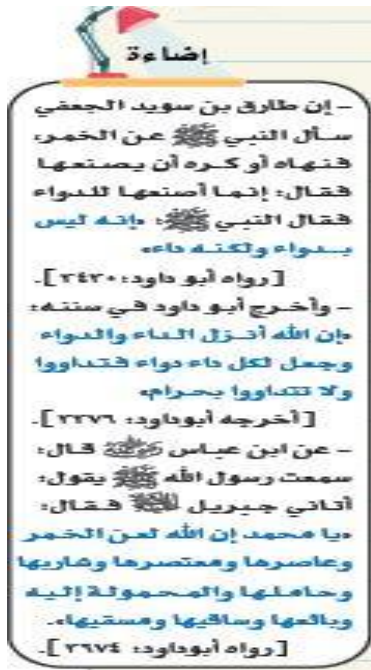 إضاءة
– إن طارق بن سويد الجعفي
سأل النبي ﷺ عن الخمر،
فنهاه أو كره أن يصنعها
فقال: إنما أصنعها للدواء
فقال النبي ﷺ: «إنه ليس
بدواء ولكنه داء»
[رواه أبو داود: ٣٤٣٠].
– وأخرج أبو داود في سننه:
«إن الله أنزل الداء والدواء
وجعل لكل داء دواء فتداووا
ولا تتداووا بحرام»
[أخرجه أبوداود: ٣٣٧٦].
– عن ابن عباس رضي الله عنه قال:
سمعت رسول الله ﷺ يقول:
أتاني جبريل عليه السلام فقال:
«يا محمد إن الله لعن الخمر
وعاصرها ومعتصرها وشاربها
وحاملها والمحمولة إليه
وبائعها وساقيها ومسقيها».
[رواه أبوداود: ٣٦٧٤].